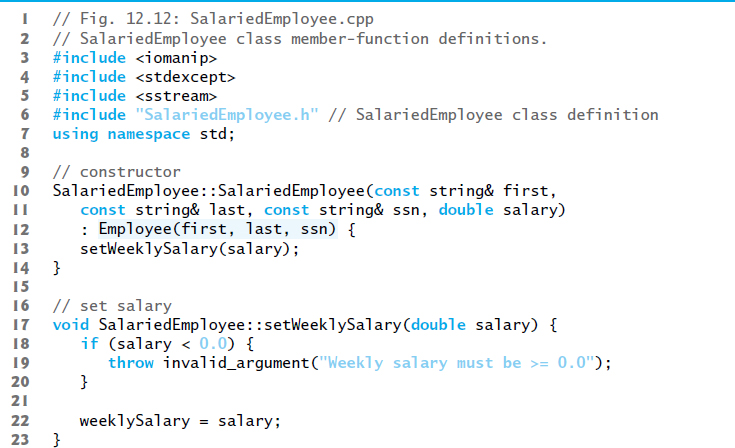 1 // Fig. 12.12: SalariedEmployee.cpp
2 // SalariedEmployee class member-function definitions.
3 #include <iomanip>
4 #include <stdexcept>
5 #include <sstream>
6 #include "SalariedEmployee.h" // SalariedEmployee class definition
7 using namespace std;
8
9 // constructor
10 SalariedEmployee::SalariedEmployee(const string& first,
11    const string& last, const string& ssn, double salary)
12    : Employee(first, last, ssn) {
13    setWeeklySalary(salary);
14 }
15
16 // set salary
17 void SalariedEmployee::setWeeklySalary(double salary) {
18    if (salary < 0.0) {
19       throw invalid_argument("Weekly salary must be >= 0.0");
20    }
21
22    weeklySalary = salary;
23 }